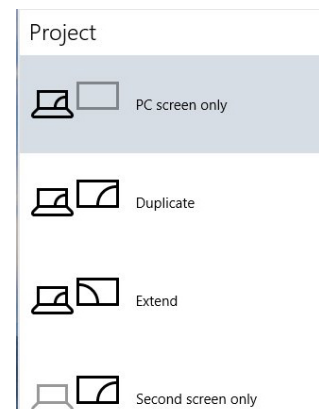 Project
PC screen only
Duplicate
Extend
Second screen only